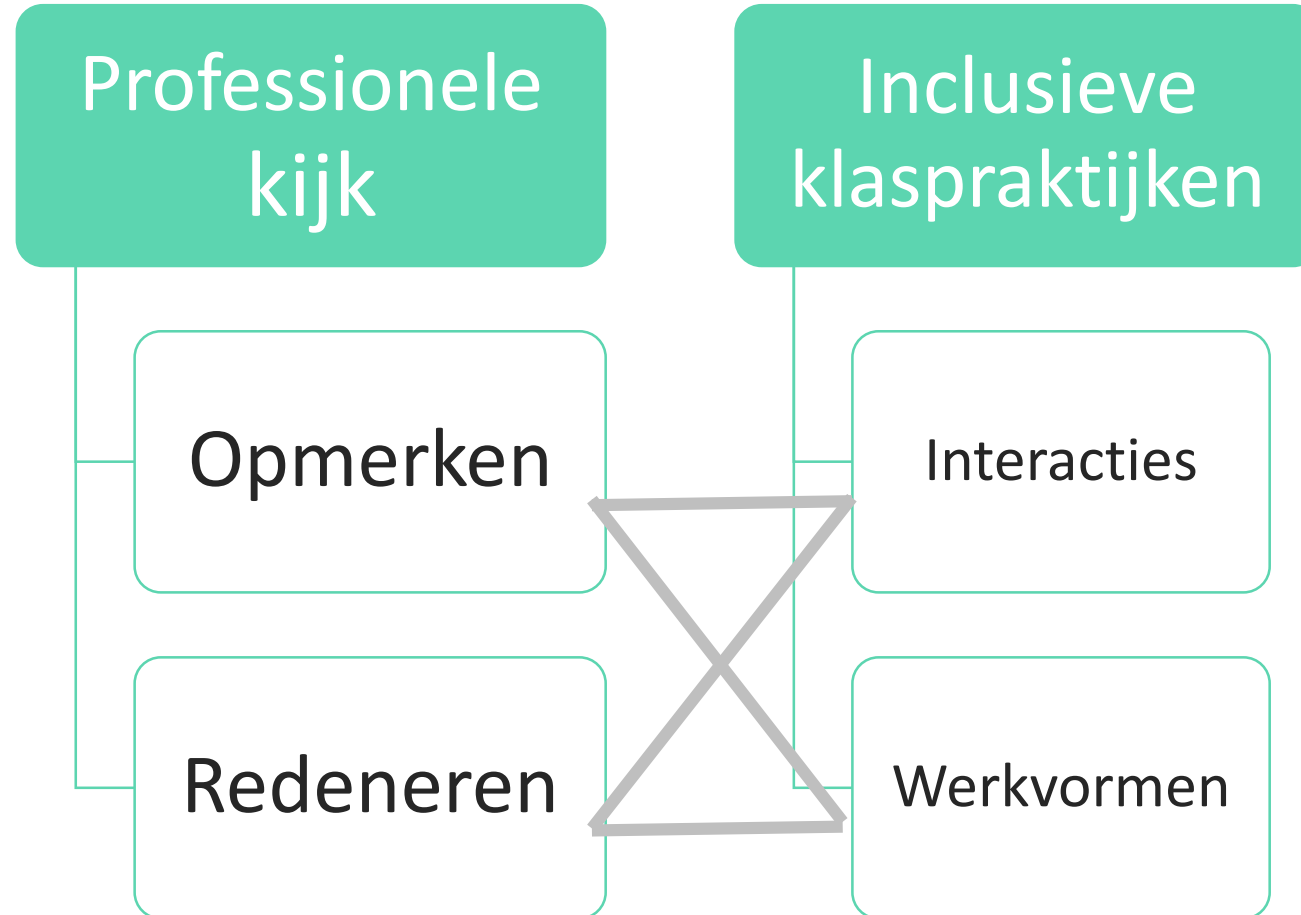 Professionele
kijk
Opmerken
Redeneren
Inclusieve
klaspraktijken
Interacties
Werkvormen